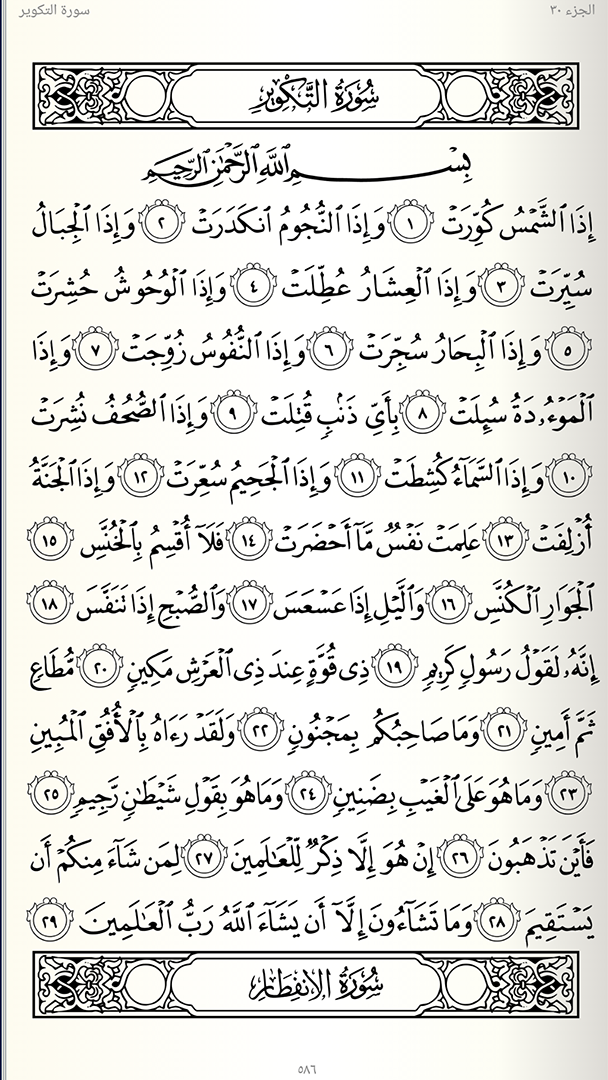 سورة التكوير
الجزء ٣٠
سُورَةُ التَّكْوِيرِ
بِسْمِ ٱللَّهِ ٱلرَّحْمَٰنِ ٱلرَّحِيمِ
إِذَا ٱلشَّمْسُ كُوِّرَتْ ١ وَإِذَا ٱلنُّجُومُ ٱنكَدَرَتْ ٢ وَإِذَا ٱلْجِبَالُ
سُيِّرَتْ ٣ وَإِذَا ٱلْعِشَارُ عُطِّلَتْ ٤ وَإِذَا ٱلْوُحُوشُ حُشِرَتْ
٥ وَإِذَا ٱلْبِحَارُ سُجِّرَتْ ٦ وَإِذَا ٱلنُّفُوسُ زُوِّجَتْ ٧ وَإِذَا
ٱلْمَوْءُۥدَةُ سُئِلَتْ ٨ بِأَىِّ ذَنۢبٍ قُتِلَتْ ٩ وَإِذَا ٱلصُّحُفُ نُشِرَتْ
١٠ وَإِذَا ٱلسَّمَآءُ كُشِطَتْ ١١ وَإِذَا ٱلْجَحِيمُ سُعِّرَتْ ١٢ وَإِذَا ٱلْجَنَّةُ
أُزْلِفَتْ ١٣ عَلِمَتْ نَفْسٌ مَّآ أَحْضَرَتْ ١٤ فَلَآ أُقْسِمُ بِٱلْخُنَّسِ ١٥
ٱلْجَوَارِ ٱلْكُنَّسِ ١٦ وَٱلَّيْلِ إِذَا عَسْعَسَ ١٧ وَٱلصُّبْحِ إِذَا تَنَفَّسَ ١٨
إِنَّهُۥ لَقَوْلُ رَسُولٍ كَرِيمٍ ١٩ ذِى قُوَّةٍ عِندَ ذِى ٱلْعَرْشِ مَكِينٍ ٢٠ مُّطَاعٍ
ثَمَّ أَمِينٍ ٢١ وَمَا صَاحِبُكُم بِمَجْنُونٍ ٢٢ وَلَقَدْ رَءَاهُ بِٱلْأُفُقِ ٱلْمُبِينِ
٢٣ وَمَا هُوَ عَلَى ٱلْغَيْبِ بِضَنِينٍ ٢٤ وَمَا هُوَ بِقَوْلِ شَيْطَٰنٍ رَّجِيمٍ ٢٥
فَأَيْنَ تَذْهَبُونَ ٢٦ إِنْ هُوَ إِلَّا ذِكْرٌ لِّلْعَٰلَمِينَ ٢٧ لِمَن شَآءَ مِنكُمْ أَن
يَسْتَقِيمَ ٢٨ وَمَا تَشَآءُونَ إِلَّآ أَن يَشَآءَ ٱللَّهُ رَبُّ ٱلْعَٰلَمِينَ ٢٩
سُورَةُ الانفِطَارِ
٥٨٦